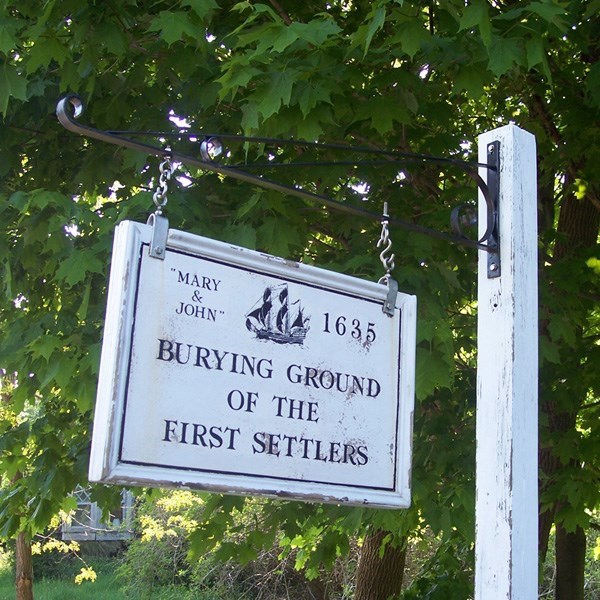 "MARY
&
JOHN"
1635
BURYING GROUND
OF THE
FIRST SETTLERS